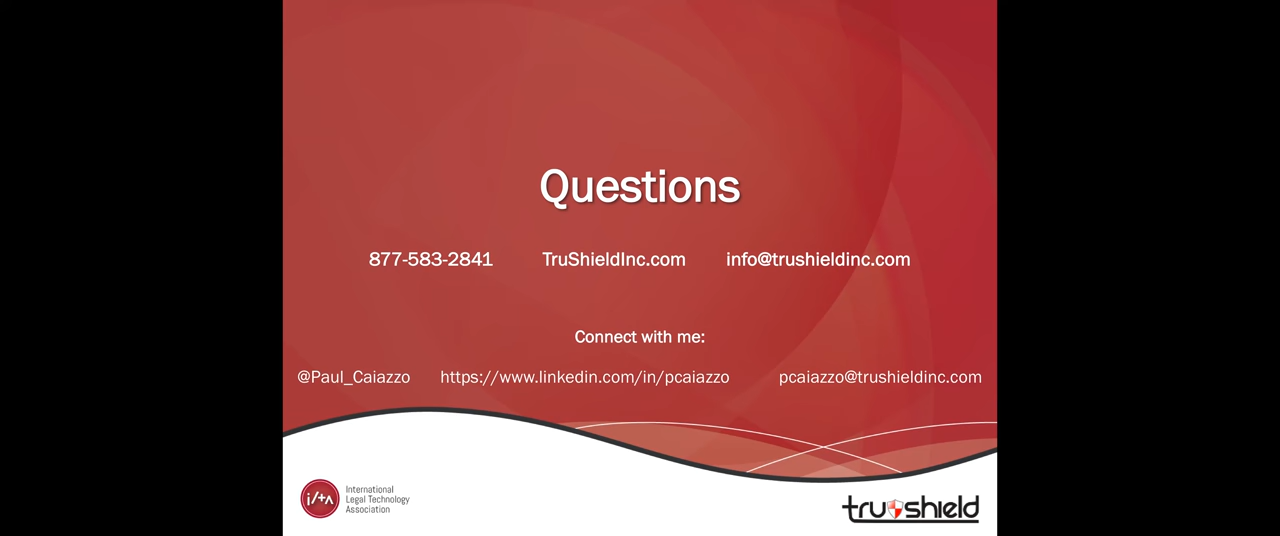 Questions
877-583-2841 TruShieldInc.com info@trushieldinc.com
Connect with me:
@Paul_Caiazzo https://www.linkedin.com/in/pcaiazzo pcaiazzo@trushieldinc.com
ilta
International
Legal Technology
Association
trushield